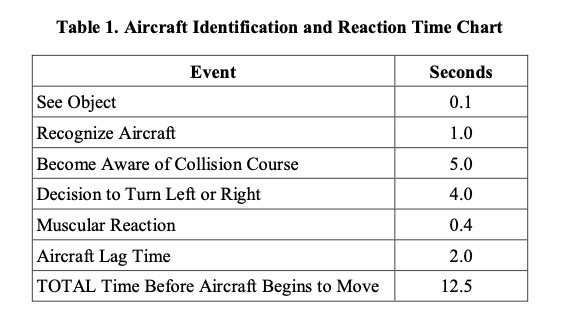 Table 1. Aircraft Identification and Reaction Time Chart
Event Seconds
See Object 0.1
Recognize Aircraft 1.0
Become Aware of Collision Course 5.0
Decision to Turn Left or Right 4.0
Muscular Reaction 0.4
Aircraft Lag Time 2.0
TOTAL Time Before Aircraft Begins to Move 12.5